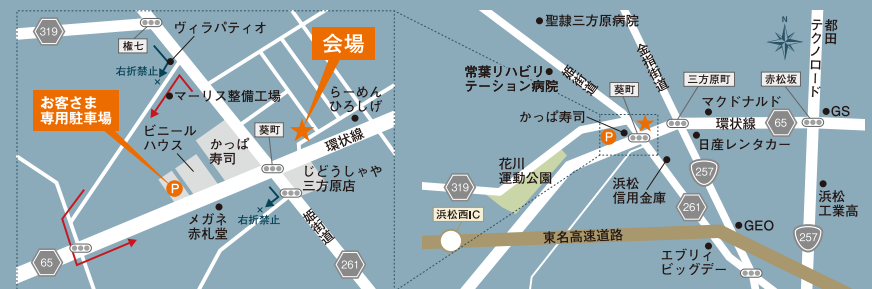 319
ヴィラパティオ
権七
右折禁止
会場
お客さま
専用駐車場
マーリス整備工場
らーめん
ひろしげ
ビニール
ハウス
かっぱ
寿司
葵町
環状線
P
じどうしゃや
三方原店
メガネ
赤札堂
右折禁止
姫街道
65
261
聖隷三方原病院
常葉リハビリ
テーション病院
姫街道
金指街道
都田
テクノロード
N
葵町
三方原町
赤松坂
マクドナルド
GS
かっぱ寿司
環状線
65
P
日産レンタカー
花川
運動公園
319
浜松
信用金庫
257
浜松
工業高
浜松西IC
261
GEO
257
東名高速道路
エブリィ
ビッグデー